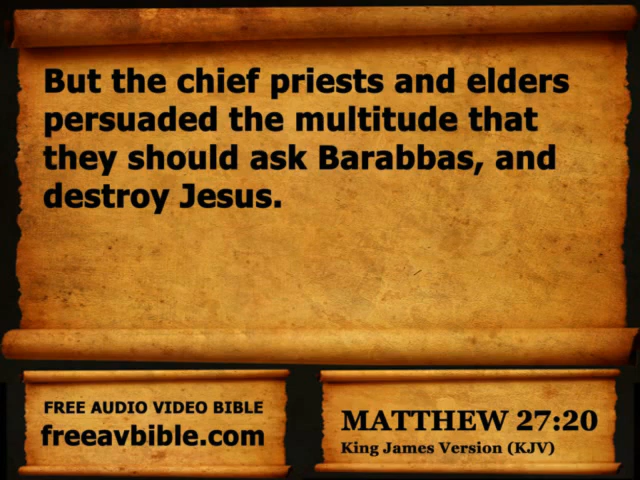 But the chief priests and elders
persuaded the multitude that
they should ask Barabbas, and
destroy Jesus.
FREE AUDIO VIDEO BIBLE
freeavbible.com
MATTHEW 27:20
King James Version (KJV)